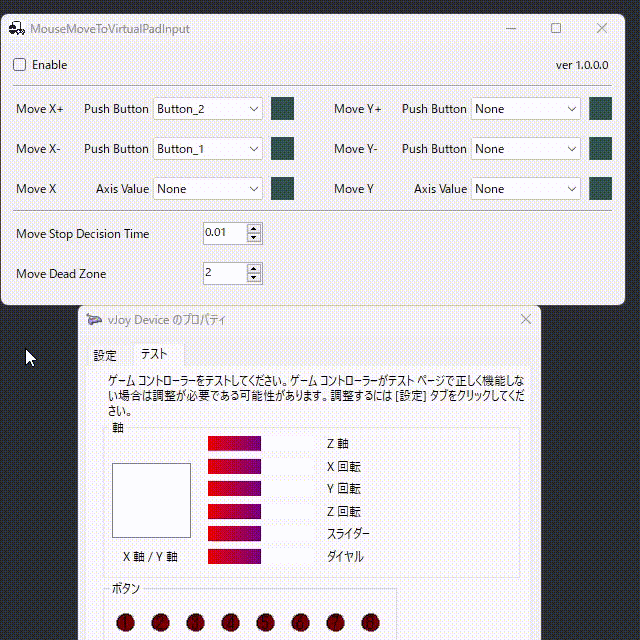 MouseMoveToVirtualPadInput
Enable
ver 1.0.0.0
Move X+ Push Button Button_2 Move Y+ Push Button None
Move X- Push Button Button_1 Move Y- Push Button None
Move X Axis Value None Move Y Axis Value None
Move Stop Decision Time 0.01
Move Dead Zone 2
vJoy Device のプロパティ
設定 テスト
ゲーム コントローラーをテストしてください。ゲーム コントローラーがテスト ページで正しく機能しな
い場合は調整が必要である可能性があります。調整するには [設定] タブをクリックしてくだ
さい。
軸
Z 軸
X 回転
Y 回転
Z 回転
スライダー
ダイヤル
X 軸 / Y 軸
ボタン
1 2 3 4 5 6 7 8